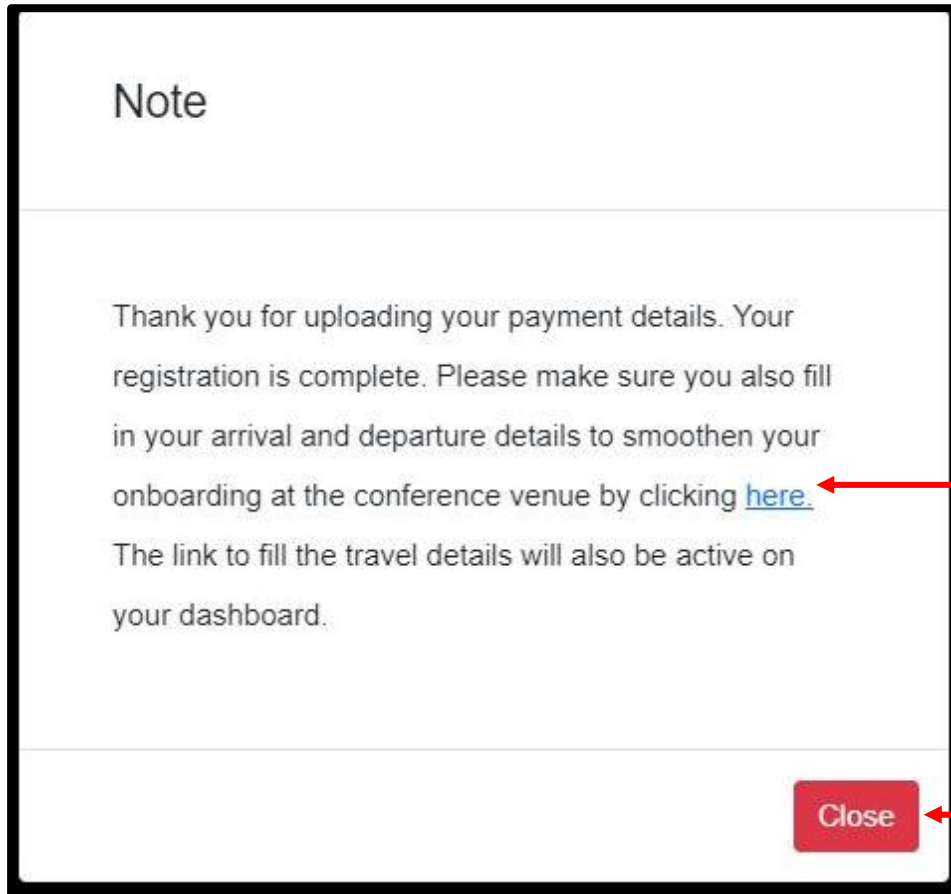 Note
Thank you for uploading your payment details. Your
registration is complete. Please make sure you also fill
in your arrival and departure details to smoothen your
onboarding at the conference venue by clicking here.
The link to fill the travel details will also be active on
your dashboard.
Close